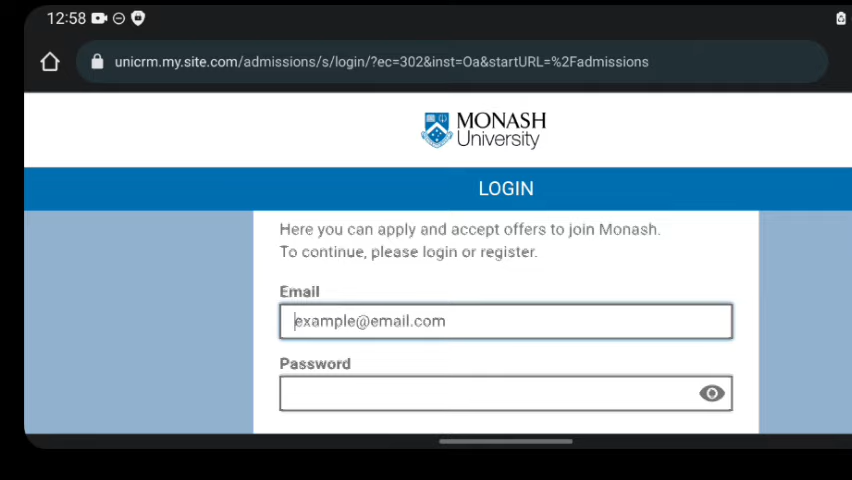 12:58
unicrm.my.site.com/admissions/s/login/?ec=302&inst=Oa&startURL=%2Fadmissions
MONASH
University
LOGIN
Here you can apply and accept offers to join Monash.
To continue, please login or register.
Email
example@email.com
Password